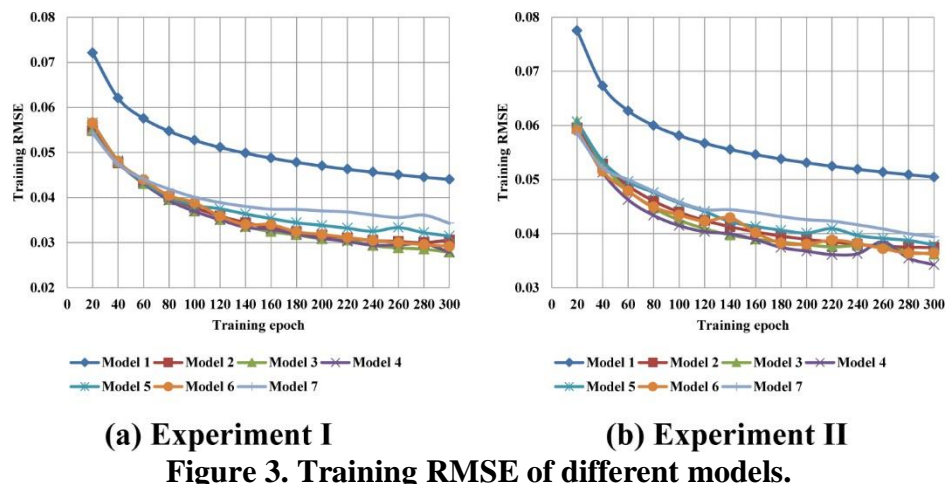 0.08
0.07
0.06
0.05
0.04
0.03
0.02
Training RMSE
0 20 40 60 80 100 120 140 160 180 200 220 240 260 280 300
Training epoch
Model 1 Model 2 Model 3 Model 4
Model 5 Model 6 Model 7
(a) Experiment I
0.08
0.07
0.06
0.05
0.04
0.03
Training RMSE
0 20 40 60 80 100 120 140 160 180 200 220 240 260 280 300
Training epoch
Model 1 Model 2 Model 3 Model 4
Model 5 Model 6 Model 7
(b) Experiment II
Figure 3. Training RMSE of different models.